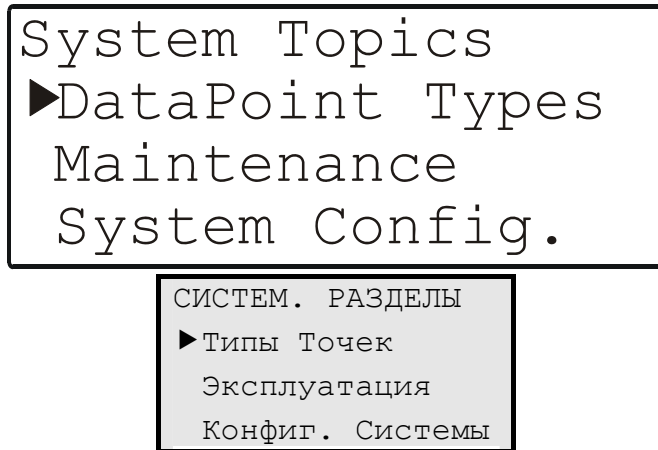 System Topics
▶DataPoint Types
Maintenance
System Config.
СИСТЕМ. РАЗДЕЛЫ
▶Типы Точек
Эксплуатация
Конфиг. Системы